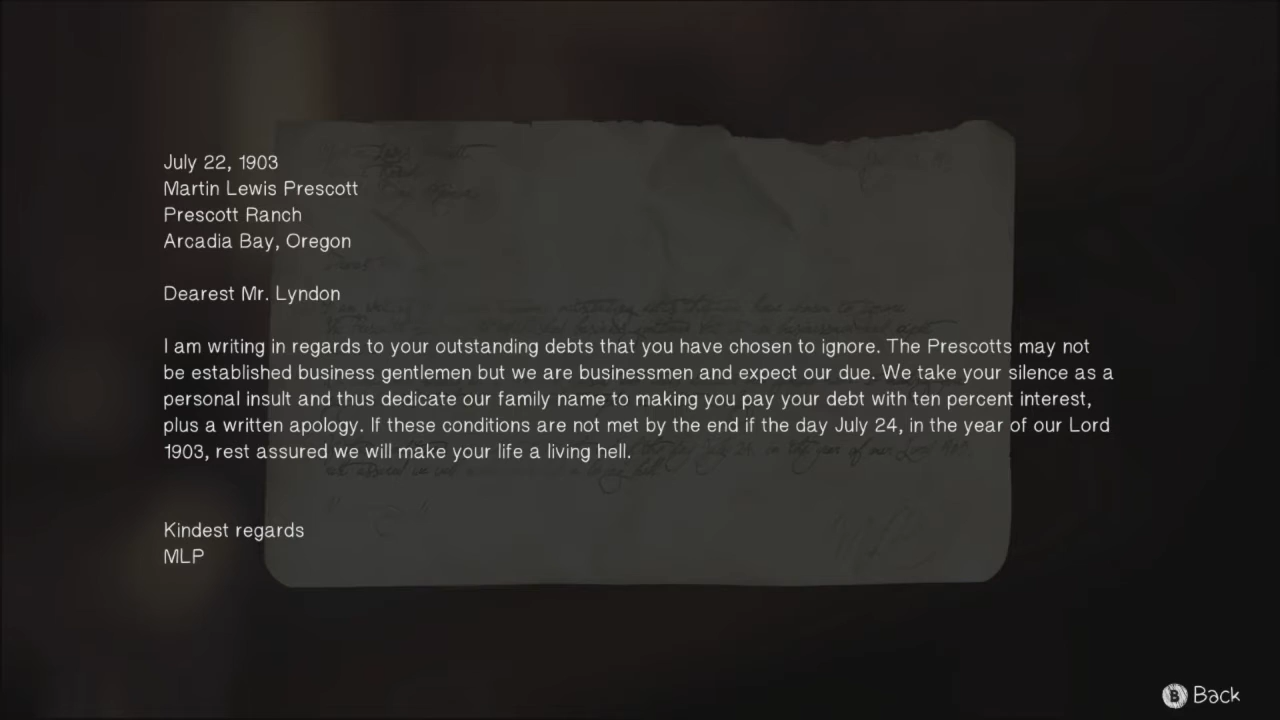 July 22, 1903
Martin Lewis Prescott
Prescott Ranch
Arcadia Bay, Oregon
Dearest Mr. Lyndon
I am writing in regards to your outstanding debts that you have chosen to ignore. The Prescotts may not
be established business gentlemen but we are businessmen and expect our due. We take your silence as a
personal insult and thus dedicate our family name to making you pay your debt with ten percent interest,
plus a written apology. If these conditions are not met by the end if the day July 24, in the year of our Lord
1903, rest assured we will make your life a living hell.
Kindest regards
MLP
B Back